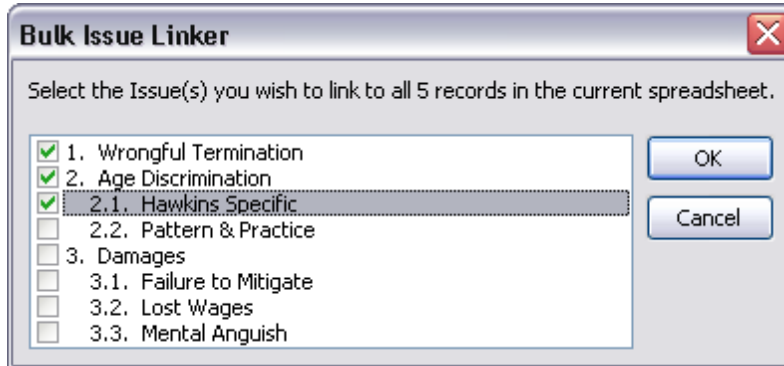 Bulk Issue Linker
Select the Issue(s) you wish to link to all 5 records in the current spreadsheet.
1. Wrongful Termination
2. Age Discrimination
2.1. Hawkins Specific
2.2. Pattern & Practice
3. Damages
3.1. Failure to Mitigate
3.2. Lost Wages
3.3. Mental Anguish
OK
Cancel